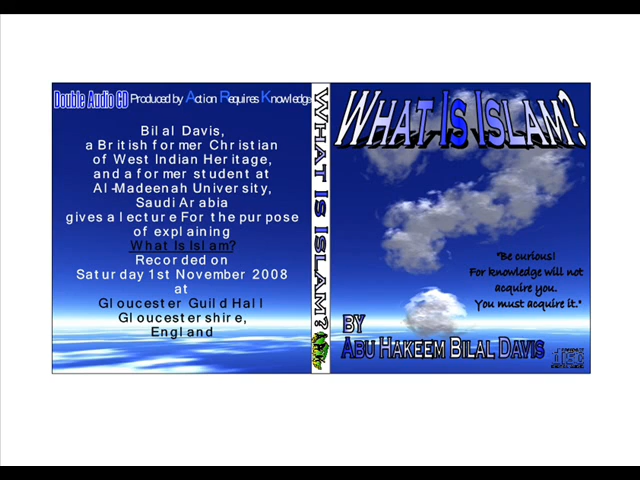 Double Audio CD Produced by Action Requires Knowledge
Bilal Davis,
a British former Christian
of West Indian Heritage,
and a former student at
Al-Madeenah University,
Saudi Arabia
gives a lecture For the purpose
of explaining
What Is Islam?
Recorded on
Saturday 1st November 2008
at
Gloucester Guild Hall
Gloucestershire,
England
WHAT IS ISLAM?
WHAT IS ISLAM?
"Be curious!
For knowledge will not
acquire you.
You must acquire it."
BY
ABU HAKEEM BILAL DAVIS
disc